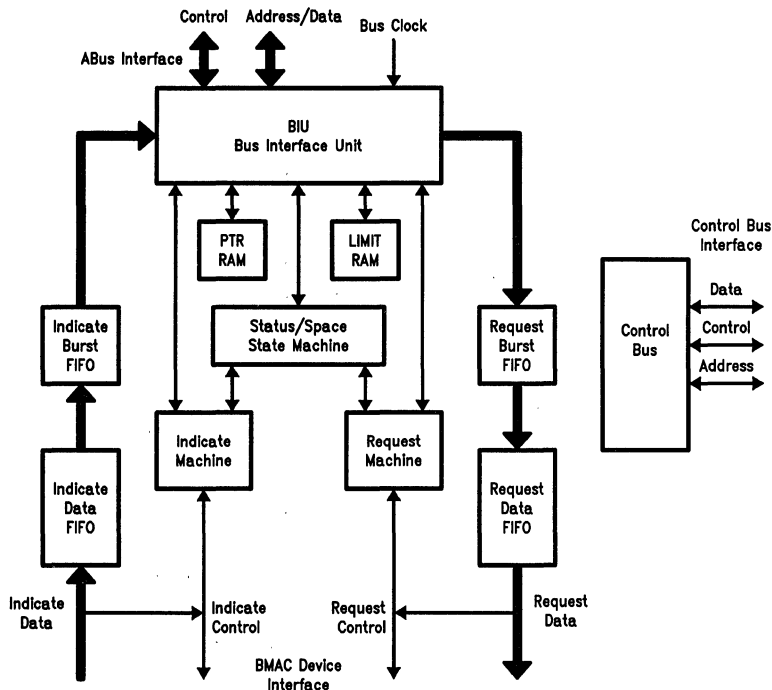 Control
Address/Data
Bus Clock
ABus Interface
BIU
Bus Interface Unit
PTR
RAM
LIMIT
RAM
Control Bus
Interface
Data
Control
Address
Control
Bus
Indicate
Burst
FIFO
Status/Space
State Machine
Request
Burst
FIFO
Indicate
Machine
Request
Machine
Indicate
Data
FIFO
Request
Data
FIFO
Indicate
Data
Indicate
Control
Request
Control
Request
Data
BMAC Device
Interface